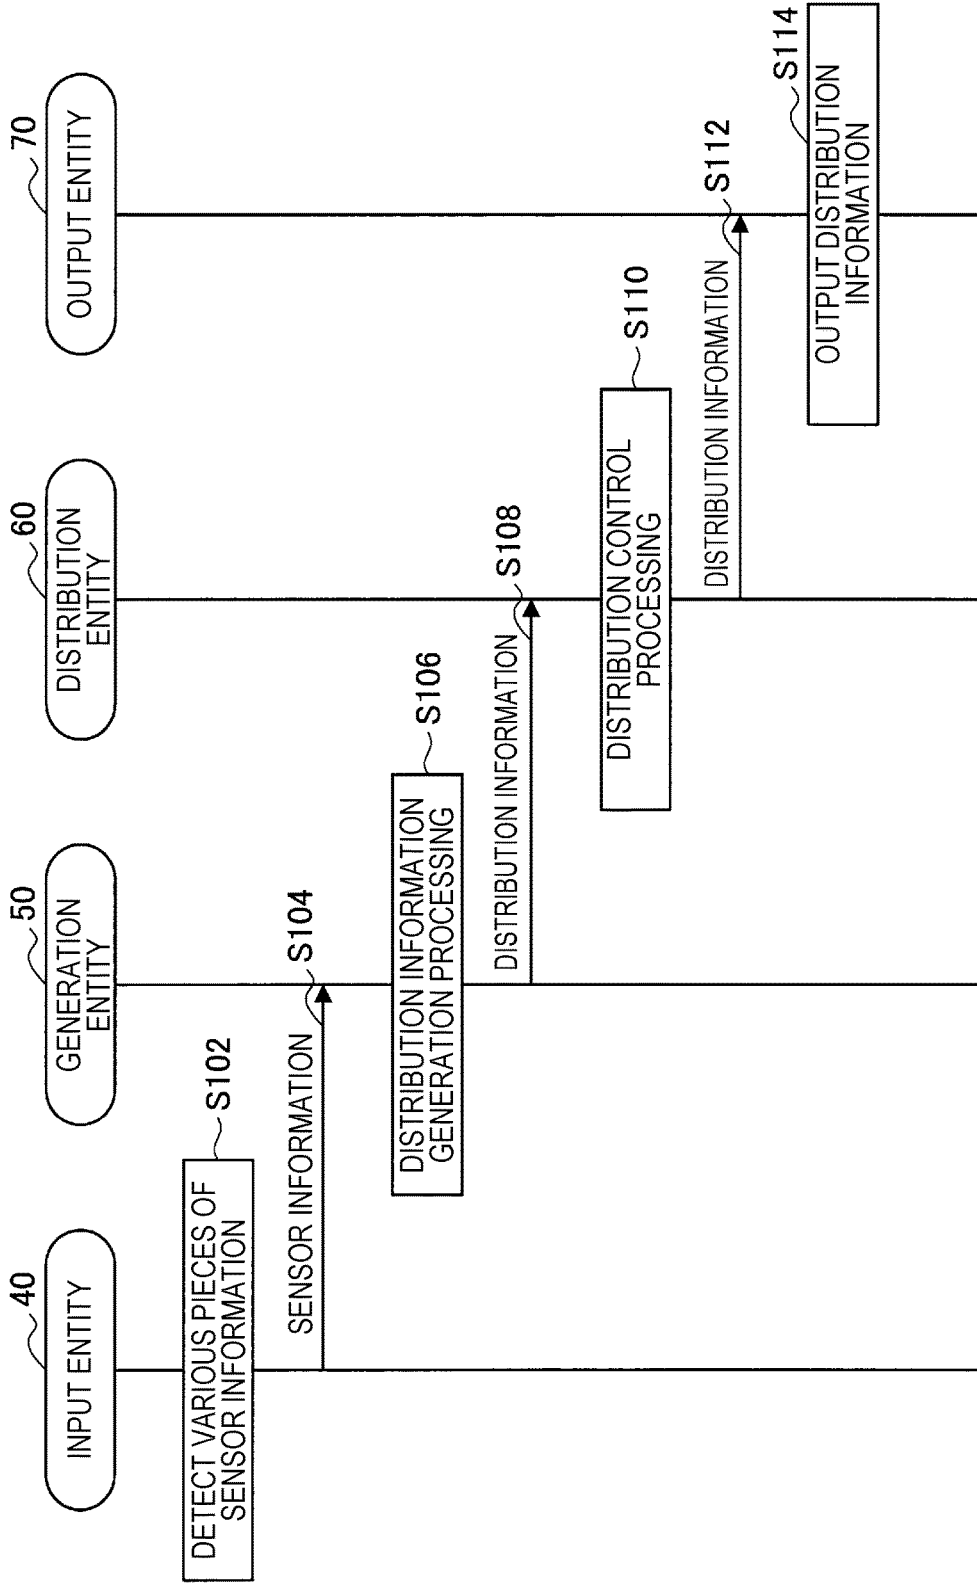 40
INPUT ENTITY
50
GENERATION
ENTITY
60
DISTRIBUTION
ENTITY
70
OUTPUT ENTITY
S102
DETECT VARIOUS PIECES OF
SENSOR INFORMATION
SENSOR INFORMATION
S104
S106
DISTRIBUTION INFORMATION
GENERATION PROCESSING
DISTRIBUTION INFORMATION
S108
S110
DISTRIBUTION CONTROL
PROCESSING
DISTRIBUTION INFORMATION
S112
S114
OUTPUT DISTRIBUTION
INFORMATION